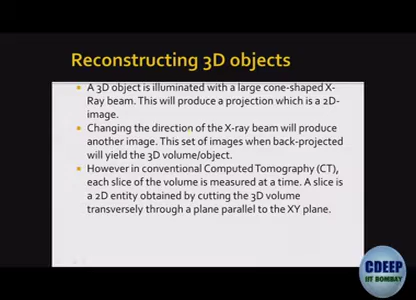 Reconstructing 3D objects
A 3D object is illuminated with a large cone-shaped X-
Ray beam. This will produce a projection which is a 2D-
image.
Changing the direction of the X-ray beam will produce
another image. This set of images when back-projected
will yield the 3D volume/object.
However in conventional Computed Tomography (CT),
each slice of the volume is measured at a time. A slice is
a 2D entity obtained by cutting the 3D volume
transversely through a plane parallel to the XY plane.
CDEEP
IIT BOMBAY